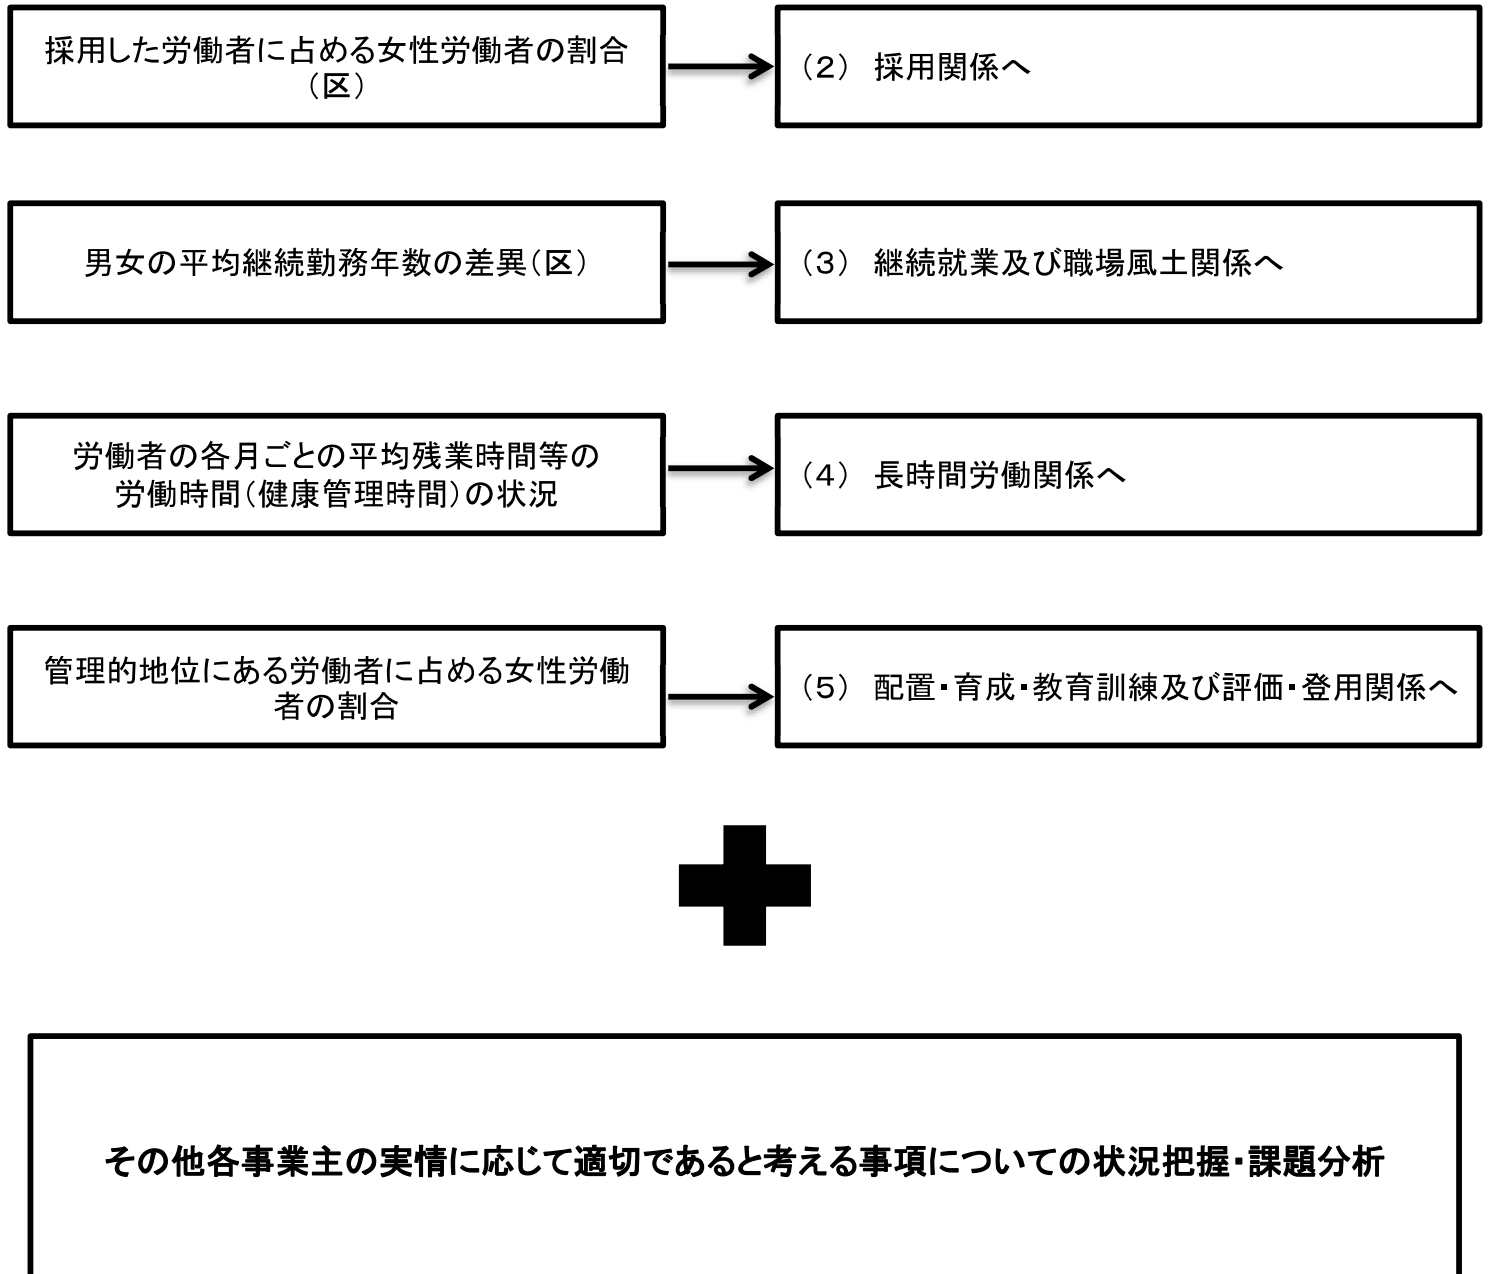 採用した労働者に占める女性労働者の割合
（区）
（２） 採用関係へ
男女の平均継続勤務年数の差異（区）
（３） 継続就業及び職場風土関係へ
労働者の各月ごとの平均残業時間等の
労働時間（健康管理時間）の状況
（４） 長時間労働関係へ
管理的地位にある労働者に占める女性労働
者の割合
（５） 配置・育成・教育訓練及び評価・登用関係へ
その他各事業主の実情に応じて適切であると考える事項についての状況把握・課題分析